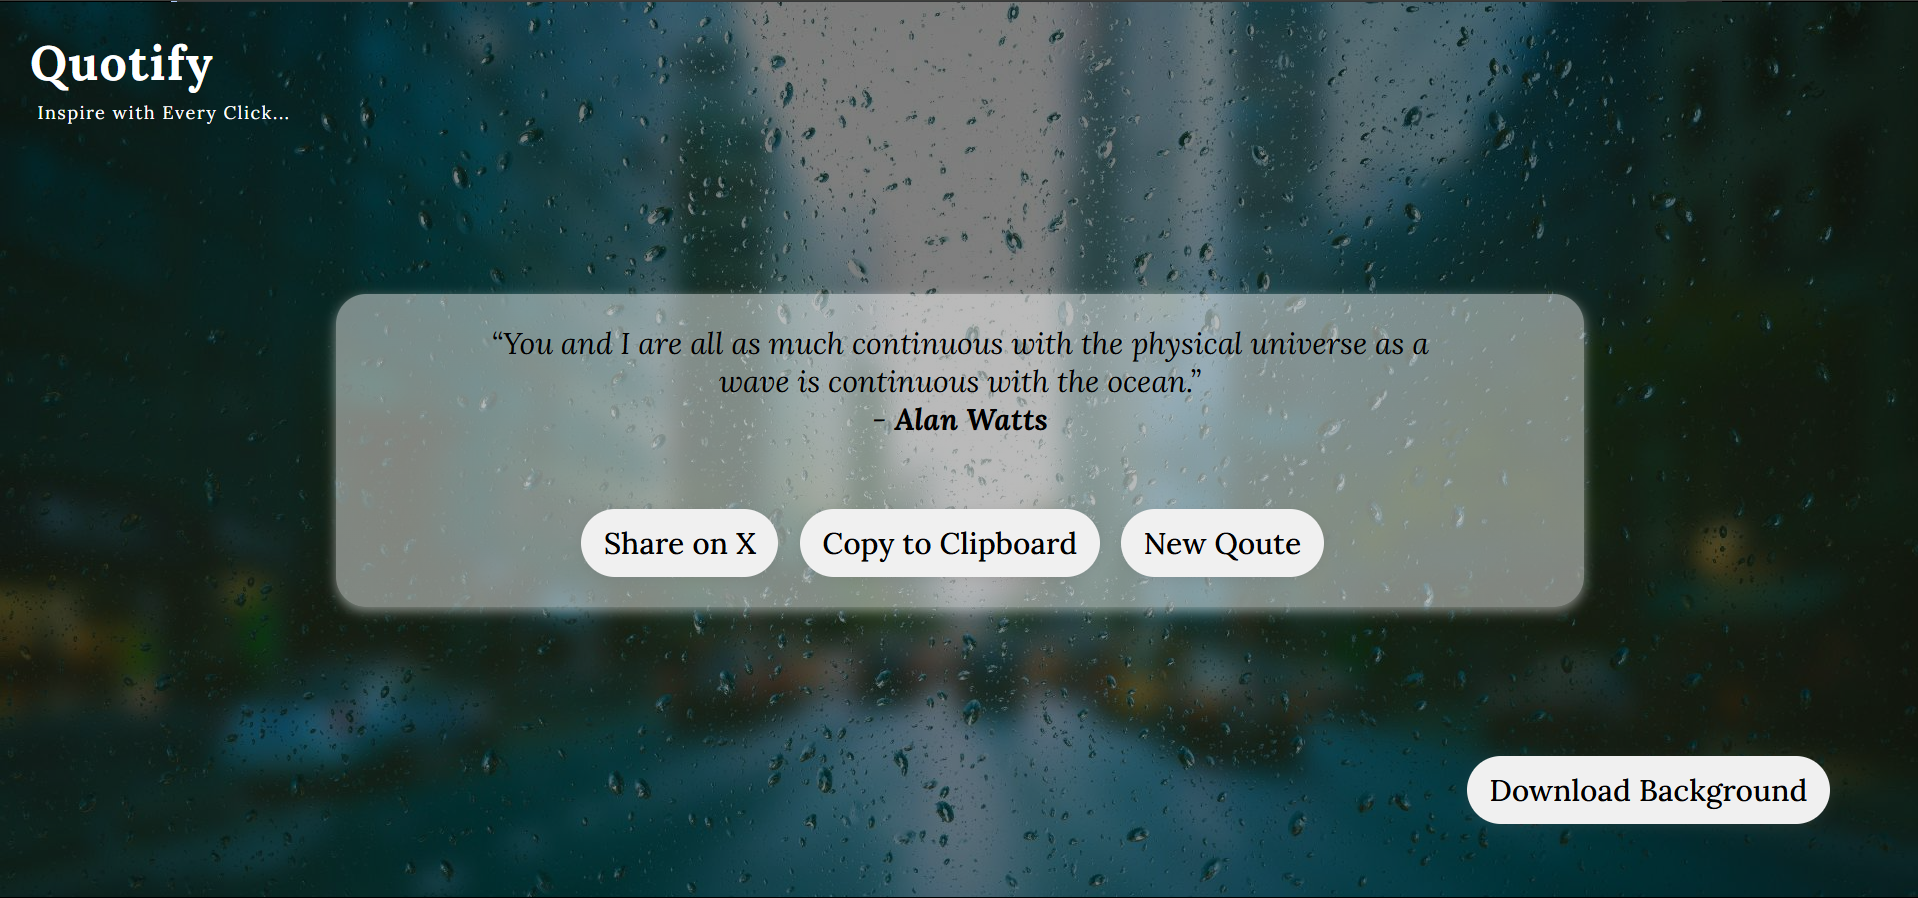 Quotify
Inspire with Every Click...
“You and I are all as much continuous with the physical universe as a
wave is continuous with the ocean.”
- Alan Watts
Share on X
Copy to Clipboard
New Qoute
Download Background